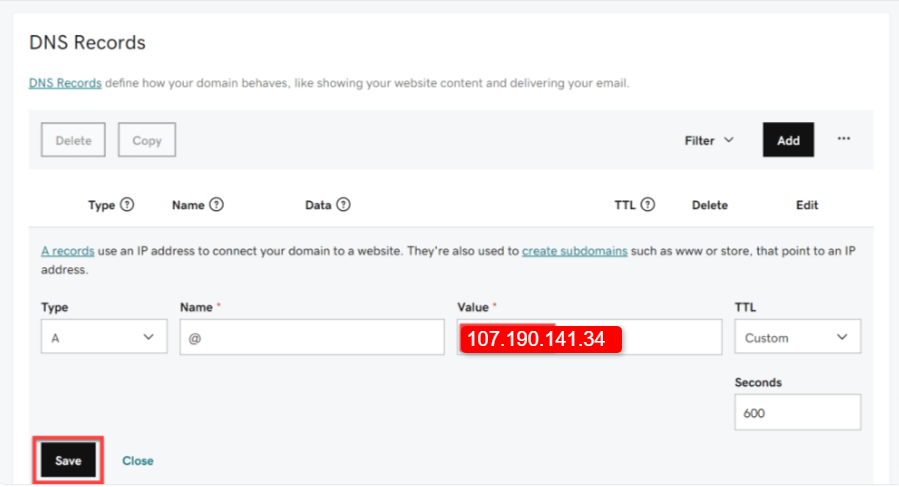 DNS Records
DNS Records define how your domain behaves, like showing your website content and delivering your email.
Delete Copy Filter Add ...
Type ? Name ? Data ? TTL ? Delete Edit
A records use an IP address to connect your domain to a website. They're also used to create subdomains such as www or store, that point to an IP
address.
Type Name * Value * TTL
A @ 107.190.141.34 Custom
Seconds
600
Save Close